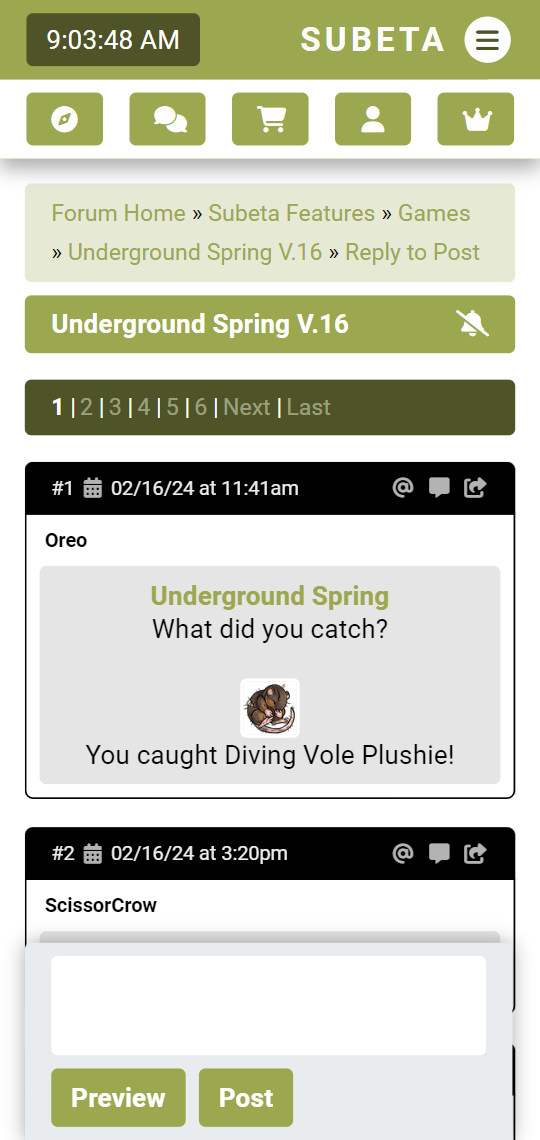 9:03:48 AM
SUBETA
Forum Home » Subeta Features » Games
» Underground Spring V.16 » Reply to Post
Underground Spring V.16
1 | 2 | 3 | 4 | 5 | 6 | Next | Last
#1 02/16/24 at 11:41am @
Oreo
Underground Spring
What did you catch?
You caught Diving Vole Plushie!
#2 02/16/24 at 3:20pm @
ScissorCrow
Preview Post